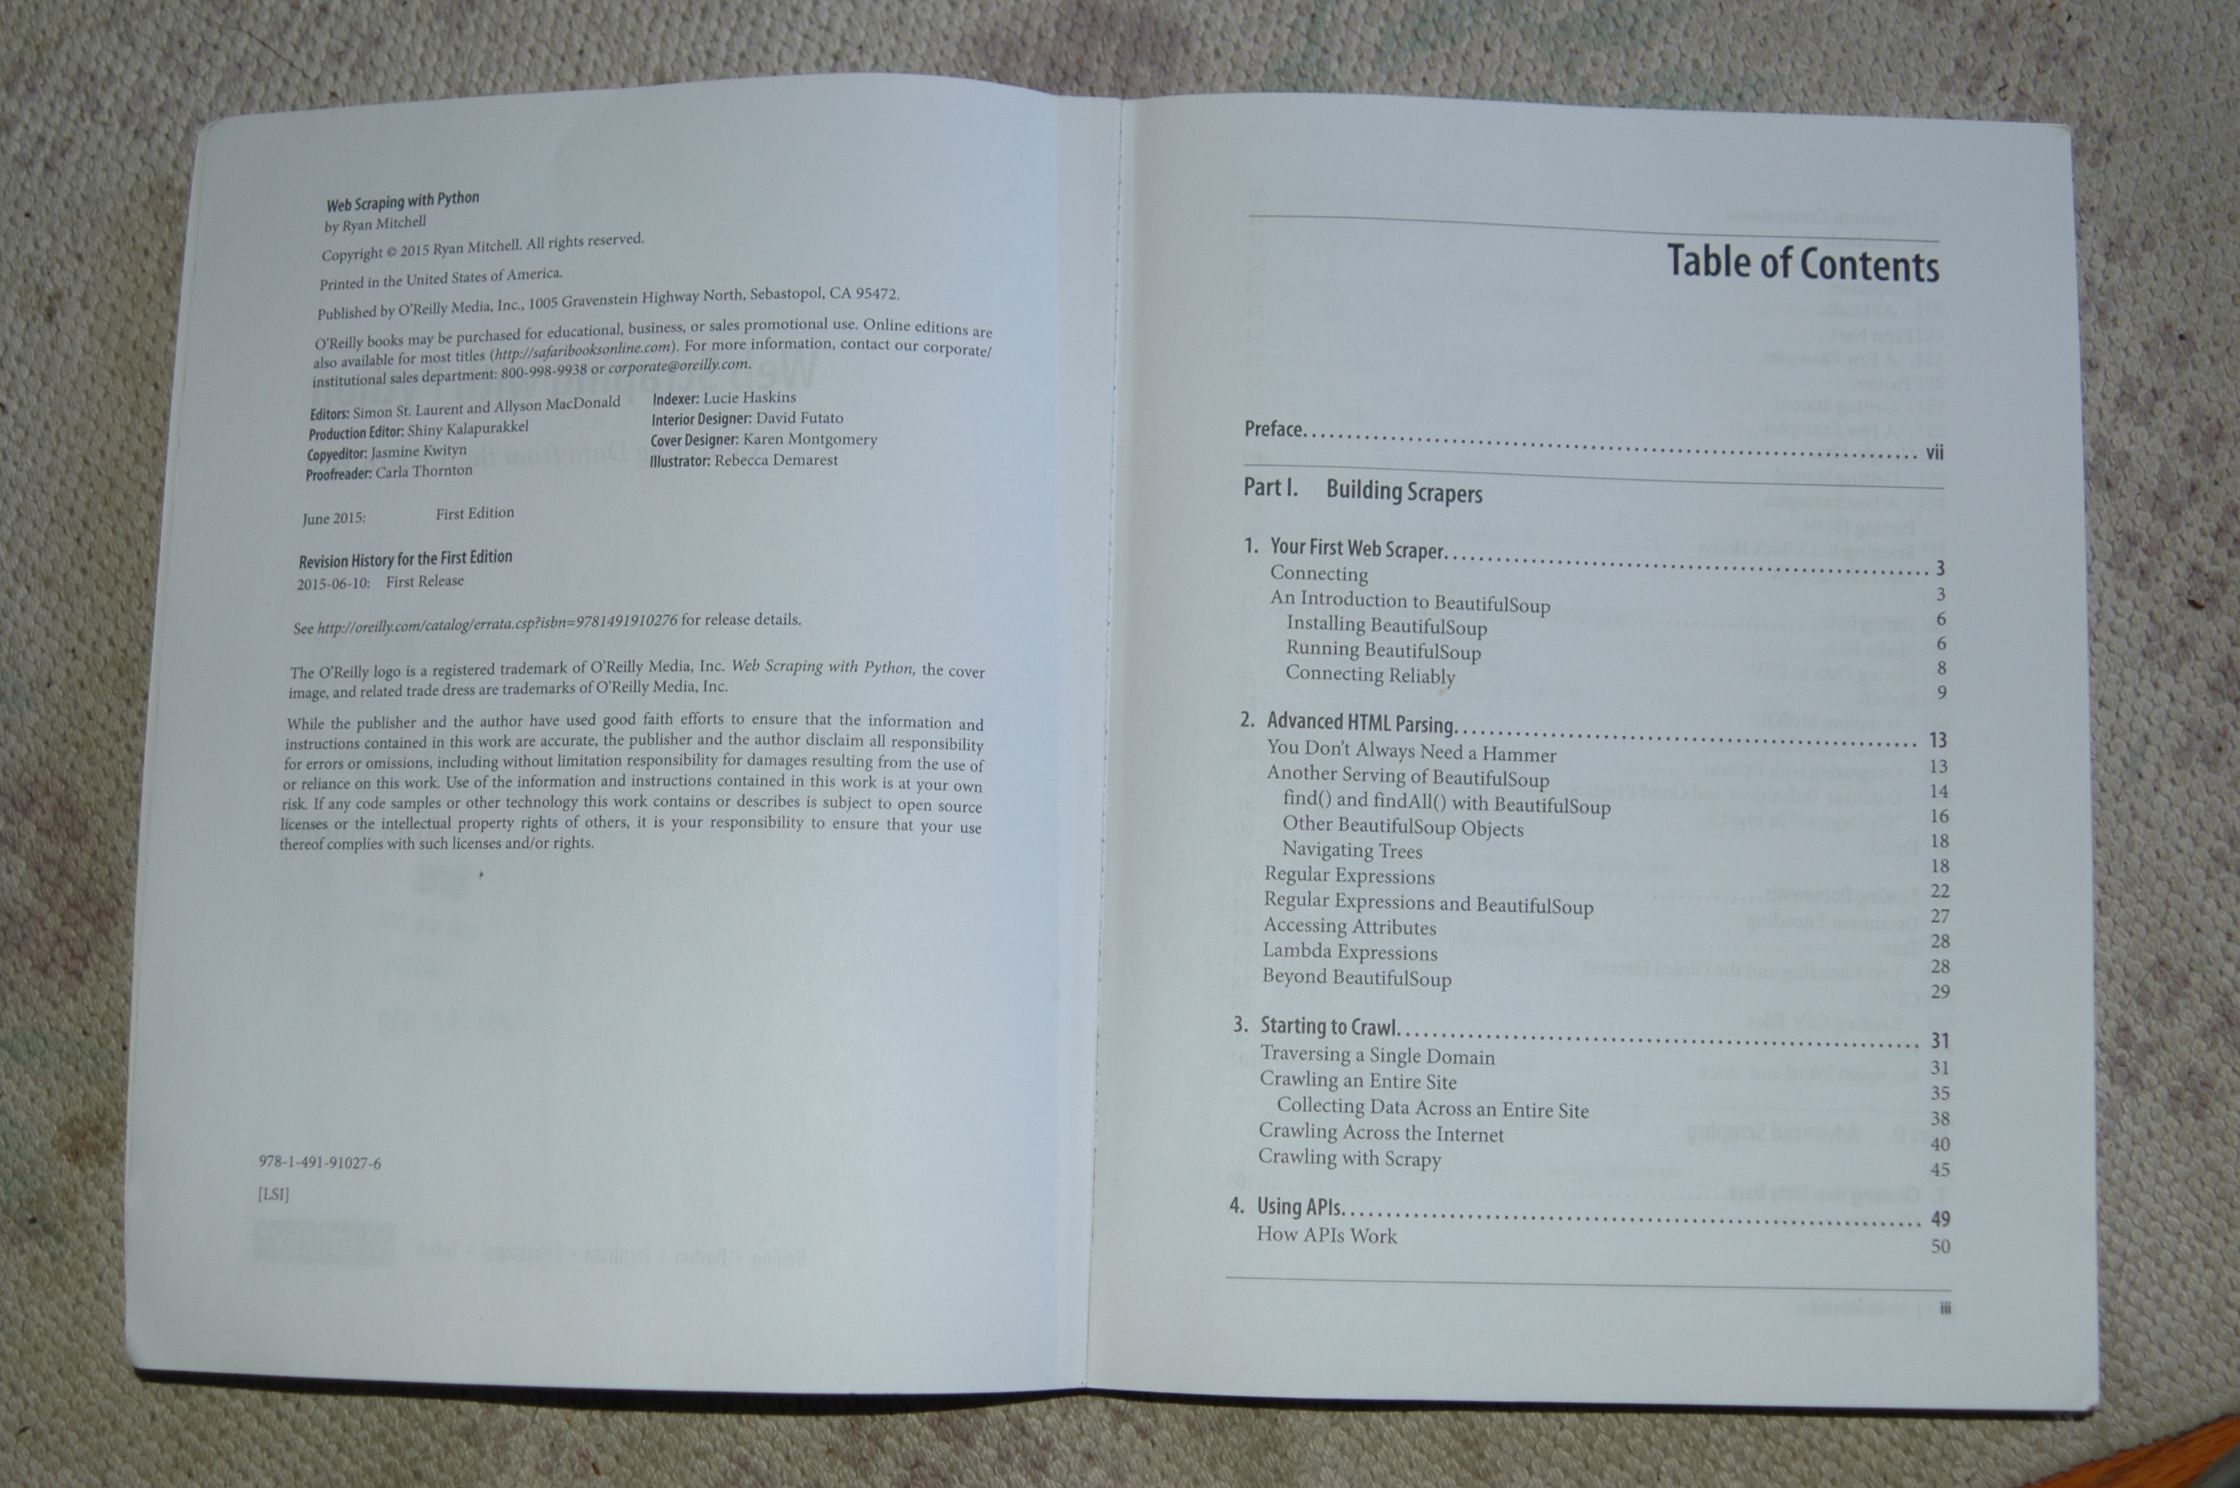 Web Scraping with Python
by Ryan Mitchell
Copyright © 2015 Ryan Mitchell. All rights reserved.
Printed in the United States of America.
Published by O'Reilly Media, Inc., 1005 Gravenstein Highway North, Sebastopol, CA 95472.
O'Reilly books may be purchased for educational, business, or sales promotional use. Online editions are
also available for most titles (http://safaribooksonline.com). For more information, contact our corporate/
institutional sales department: 800-998-9938 or corporate@oreilly.com.
Editors: Simon St. Laurent and Allyson MacDonald
Production Editor: Shiny Kalapurakkel
Copyeditor: Jasmine Kwityn
Proofreader: Carla Thornton
Indexer: Lucie Haskins
Interior Designer: David Futato
Cover Designer: Karen Montgomery
Illustrator: Rebecca Demarest
June 2015: First Edition
Revision History for the First Edition
2015-06-10: First Release
See http://oreilly.com/catalog/errata.csp?isbn=9781491910276 for release details.
The O'Reilly logo is a registered trademark of O'Reilly Media, Inc. Web Scraping with Python, the cover
image, and related trade dress are trademarks of O'Reilly Media, Inc.
While the publisher and the author have used good faith efforts to ensure that the information and
instructions contained in this work are accurate, the publisher and the author disclaim all responsibility
for errors or omissions, including without limitation responsibility for damages resulting from the use of
or reliance on this work. Use of the information and instructions contained in this work is at your own
risk. If any code samples or other technology this work contains or describes is subject to open source
licenses or the intellectual property rights of others, it is your responsibility to ensure that your use
thereof complies with such licenses and/or rights.
978-1-491-91027-6
[LSI]
Table of Contents
Preface. . . . . . . . . . vii
Part I. Building Scrapers
1. Your First Web Scraper. . . . . . . . . . 3
Connecting 3
An Introduction to BeautifulSoup 6
Installing BeautifulSoup 6
Running BeautifulSoup 8
Connecting Reliably 9
2. Advanced HTML Parsing. . . . . . . . . . 13
You Don't Always Need a Hammer 13
Another Serving of BeautifulSoup 14
find() and findAll() with BeautifulSoup 16
Other BeautifulSoup Objects 18
Navigating Trees 18
Regular Expressions 22
Regular Expressions and BeautifulSoup 27
Accessing Attributes 28
Lambda Expressions 28
Beyond BeautifulSoup 29
3. Starting to Crawl. . . . . . . . . . 31
Traversing a Single Domain 31
Crawling an Entire Site 35
Collecting Data Across an Entire Site 38
Crawling Across the Internet 40
Crawling with Scrapy 45
4. Using APIs. . . . . . . . . . 49
How APIs Work 50
iii